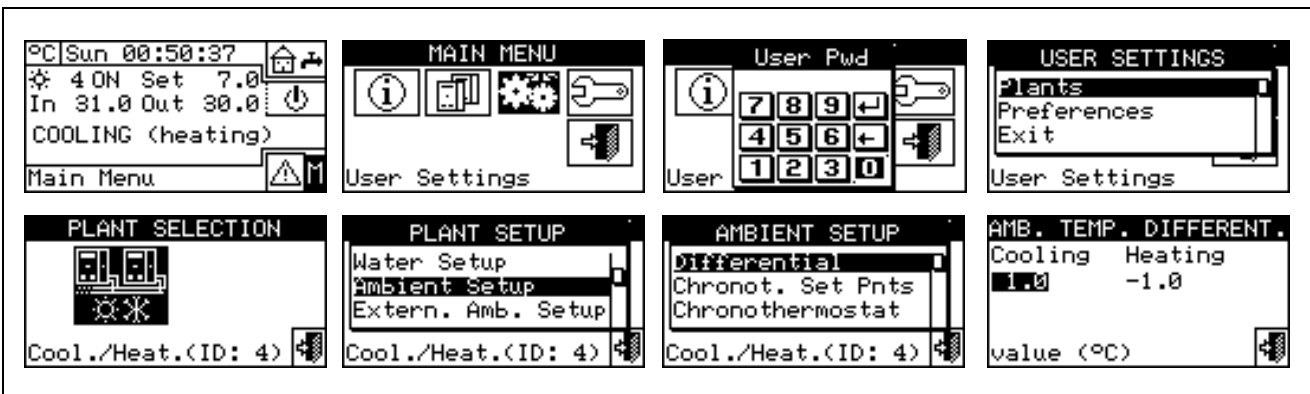 ºC Sun 00:50:37
4 ON Set 7.0
In 31.0 Out 30.0
COOLING (heating)
Main Menu M
MAIN MENU
i
User Settings
User Pwd
i
7 8 9
4 5 6
1 2 3 0
User
USER SETTINGS
Plants
Preferences
Exit
User Settings
PLANT SELECTION
Cool./Heat.(ID: 4)
PLANT SETUP
Water Setup
Ambient Setup
Extern. Amb. Setup
Cool./Heat.(ID: 4)
AMBIENT SETUP
Differential
Chronot. Set Pnts
Chronothermostat
Cool./Heat.(ID: 4)
AMB. TEMP. DIFFERENT.
Cooling Heating
1.0 -1.0
value (ºC)